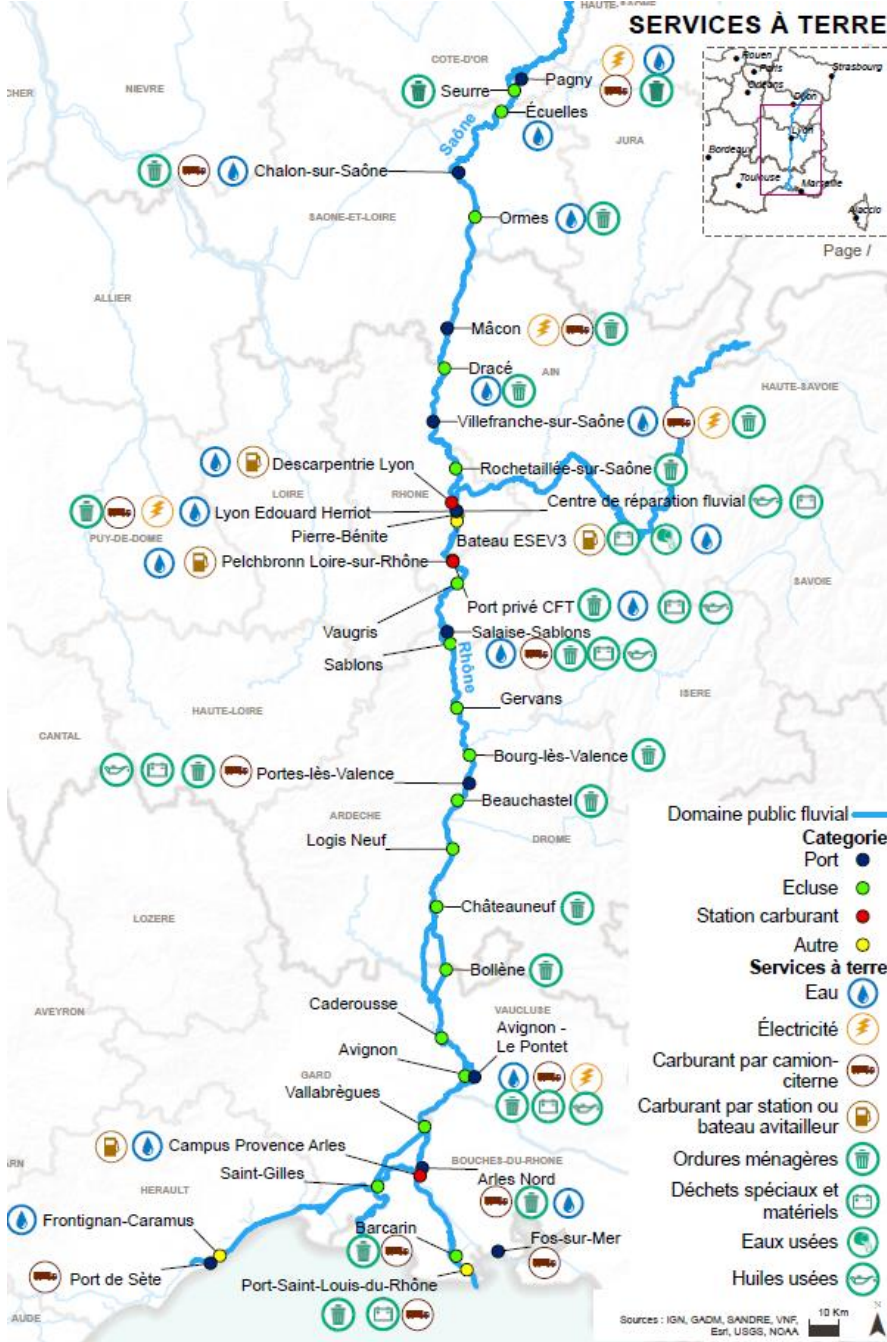 HAUTE-SAONE
SERVICES À TERRE
COTE-D'OR
Rouen
Paris
Strasbourg
Orléans
Dijon
Lyon
Bordeaux
Toulouse
Marseille
Ajaccio
Page /
NIEVRE
CHER
Pagny
Seurre
Écuelles
JURA
Saône
Chalon-sur-Saône
SAONE-ET-LOIRE
Ormes
ALLIER
Mâcon
Dracé
AIN
HAUTE-SAVOIE
Villefranche-sur-Saône
Descarpentrie Lyon
Rochetaillée-sur-Saône
LOIRE
RHONE
Lyon Edouard Herriot
Centre de réparation fluvial
Pierre-Bénite
PUY-DE-DOME
Bateau ESEV3
Pelchbronn Loire-sur-Rhône
SAVOIE
Port privé CFT
Vaugris
Salaise-Sablons
Sablons
Rhône
ISERE
Gervans
HAUTE-LOIRE
CANTAL
Bourg-lès-Valence
Portes-lès-Valence
Beauchastel
ARDECHE
DROME
Logis Neuf
Domaine public fluvial
Categorie
Port
Ecluse
Station carburant
Autre
Services à terre
Eau
Électricité
Carburant par camion-
citerne
Carburant par station ou
bateau avitailleur
Ordures ménagères
Déchets spéciaux et
matériels
Eaux usées
Huiles usées
Châteauneuf
LOZERE
Bollène
AVEYRON
Caderousse
VAUCLUSE
Avignon -
Le Pontet
Avignon
GARD
Vallabrègues
Campus Provence Arles
ARN
BOUCHES-DU-RHONE
Saint-Gilles
Arles Nord
HERAULT
Frontignan-Caramus
Barcarin
Fos-sur-Mer
Port de Sète
Port-Saint-Louis-du-Rhône
AUDE
Sources : IGN, GADM, SANDRE, VNF,
Esri, USGS, NOAA
10 Km
N